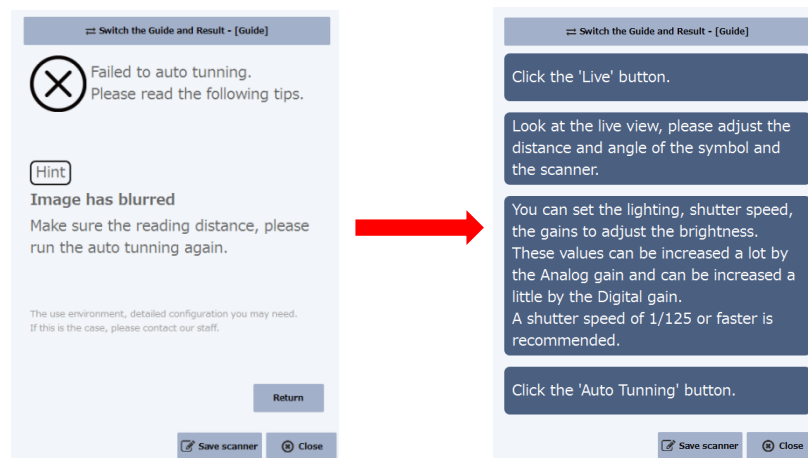 ⇄ Switch the Guide and Result - [Guide]
Failed to auto tunning.
Please read the following tips.
Hint
Image has blurred
Make sure the reading distance, please
run the auto tunning again.
The use environment, detailed configuration you may need.
If this is the case, please contact our staff.
Return
Save scanner
Close
⇄ Switch the Guide and Result - [Guide]
Click the 'Live' button.
Look at the live view, please adjust the
distance and angle of the symbol and
the scanner.
You can set the lighting, shutter speed,
the gains to adjust the brightness.
These values can be increased a lot by
the Analog gain and can be increased a
little by the Digital gain.
A shutter speed of 1/125 or faster is
recommended.
Click the 'Auto Tunning' button.
Save scanner
Close